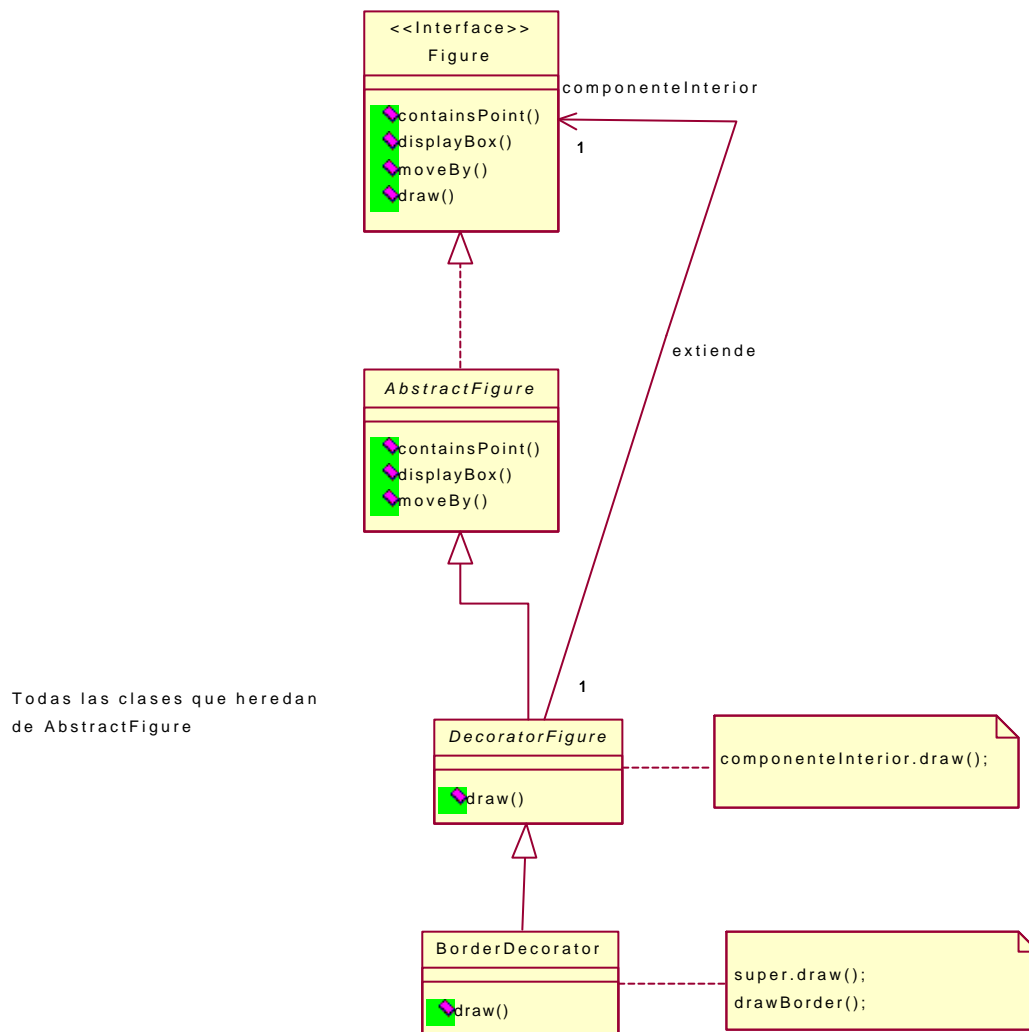 <<Interface>>
Figure
componenteInterior
containsPoint()
displayBox()
moveBy()
draw()
1
extiende
AbstractFigure
containsPoint()
displayBox()
moveBy()
1
Todas las clases que heredan
de AbstractFigure
DecoratorFigure
draw()
componenteInterior.draw();
BorderDecorator
draw()
super.draw();
drawBorder();